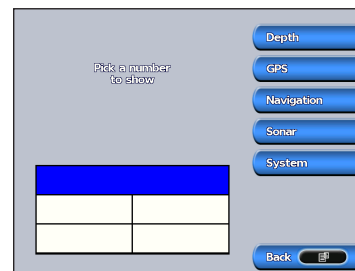 Pick a number
to show
Depth
GPS
Navigation
Sonar
System
Back